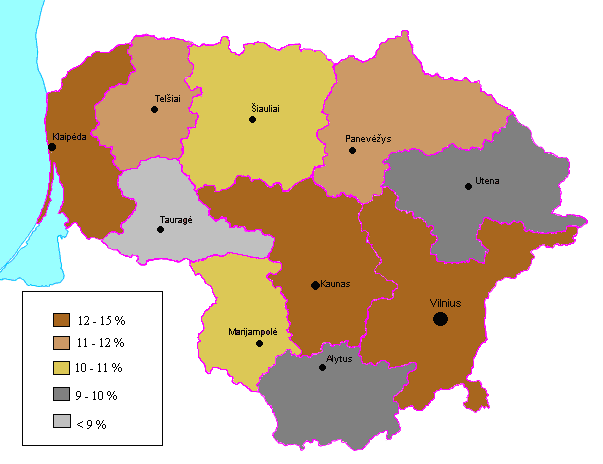 Telšiai
Šiauliai
Klaipėda
Panevėžys
Utena
Tauragė
Kaunas
Vilnius
Marijampolė
Alytus
12 - 15 %
11 - 12 %
10 - 11 %
9 - 10 %
< 9 %